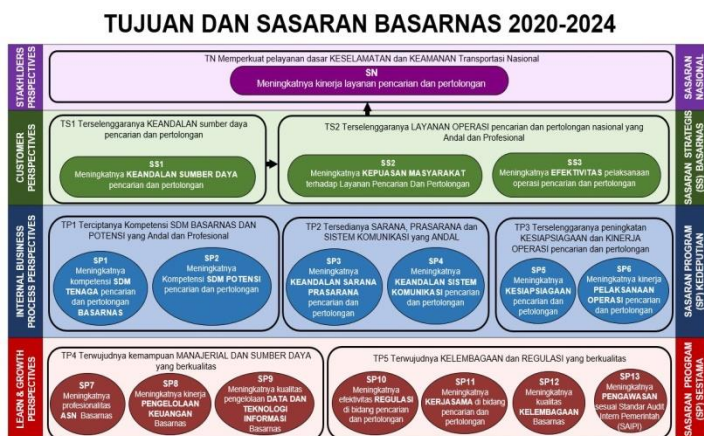 TUJUAN DAN SASARAN BASARNAS 2020-2024
STAKHLDERS
PRSPECTIVES
TN Memperkuat pelayanan dasar KESELAMATAN dan KEAMANAN Transportasi Nasional
SN
Meningkatnya kinerja layanan pencarian dan pertolongan
SASARAN
NASIONAL
CUSTOMER
PERSPECTIVES
TS1 Terselenggaranya KEANDALAN sumber daya
pencarian dan pertolongan
SS1
Meningkatnya KEANDALAN SUMBER DAYA
pencarian dan pertolongan
TS2 Terselenggaranya LAYANAN OPERASI pencarian dan pertolongan nasional yang
Andal dan Profesional
SS2
Meningkatnya KEPUASAN MASYARAKAT
terhadap Layanan Pencarian Dan Pertolongan
SS3
Meningkatnya EFEKTIVITAS pelaksanaan
operasi pencarian dan pertolongan
SASARAN STRATEGIS
(SS) BASARNAS
INTERNAL BUSINESS
PROCESS PERSPECTIVES
TP1 Terciptanya Kompetensi SDM BASARNAS DAN
POTENSI yang Andal dan Profesional
SP1
Meningkatnya
kompetensi SDM
TENAGA pencarian
dan pertolongan
BASARNAS
SP2
Meningkatnya
Kompetensi SDM POTENSI
pencarian dan pertolongan
TP2 Tersedianya SARANA, PRASARANA dan
SISTEM KOMUNIKASI yang ANDAL
SP3
Meningkatnya
KEANDALAN SARANA
PRASARANA
pencarian dan
pertolongan
SP4
Meningkatnya
KEANDALAN SISTEM
KOMUNIKASI pencarian
dan pertolongan
TP3 Terselenggaranya peningkatan
KESIAPSIAGAAN dan KINERJA
OPERASI pencarian dan pertolongan
SP5
Meningkatnya
KESIAPSIAGAAN
pencarian dan
petolongan
SP6
Meningkatnya kinerja
PELAKSANAAN
OPERASI pencarian dan
pertolongan
SASARAN PROGRAM
(SP) KEDEPUTIAN
LEARN & GROWTH
PERSPECTIVES
TP4 Terwujudnya kemampuan MANAJERIAL DAN SUMBER DAYA
yang berkualitas
SP7
Meningkatnya
profesionalitas
ASN Basarnas
SP8
Meningkatnya kinerja
PENGELOLAAN
KEUANGAN
Basarnas
SP9
Meningkatnya kualitas
pengelolaan DATA DAN
TEKNOLOGI
INFORMASI
Basarnas
TP5 Terwujudnya KELEMBAGAAN dan REGULASI yang berkualitas
SP10
Meningkatnya
efektivitas REGULASI
di bidang pencarian
dan pertolongan
SP11
Meningkatnya
KERJASAMA di bidang
pencarian dan
pertolongan
SP12
Meningkatnya
kualitas
KELEMBAGAAN
Basarnas
SP13
Meningkatnya
PENGAWASAN
sesuai Standar Audit
Intern Pemerintah
(SAIPI)
SASARAN PROGRAM
(SP) SESTAMA